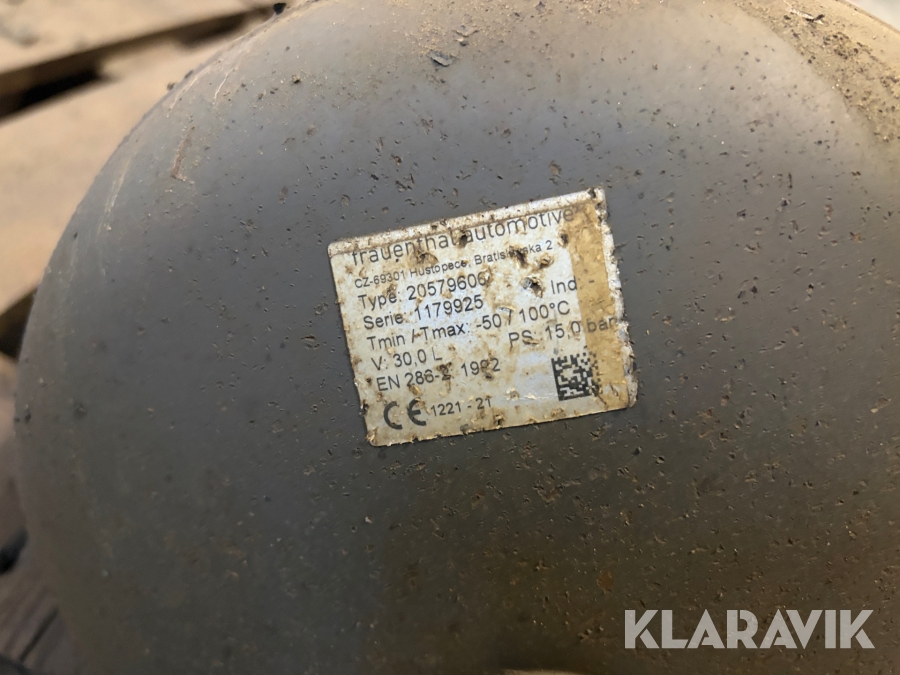 frauenthal automotive
CZ-69301 Hustopece, Bratislavska 2
Type: 20579606 Ind
Serie: 1179925
Tmin / Tmax: -50 / 100°C
V: 30.0 L PS: 15.0 bar
EN 286-2: 1992
CE 1221 - 21
KLARAVIK